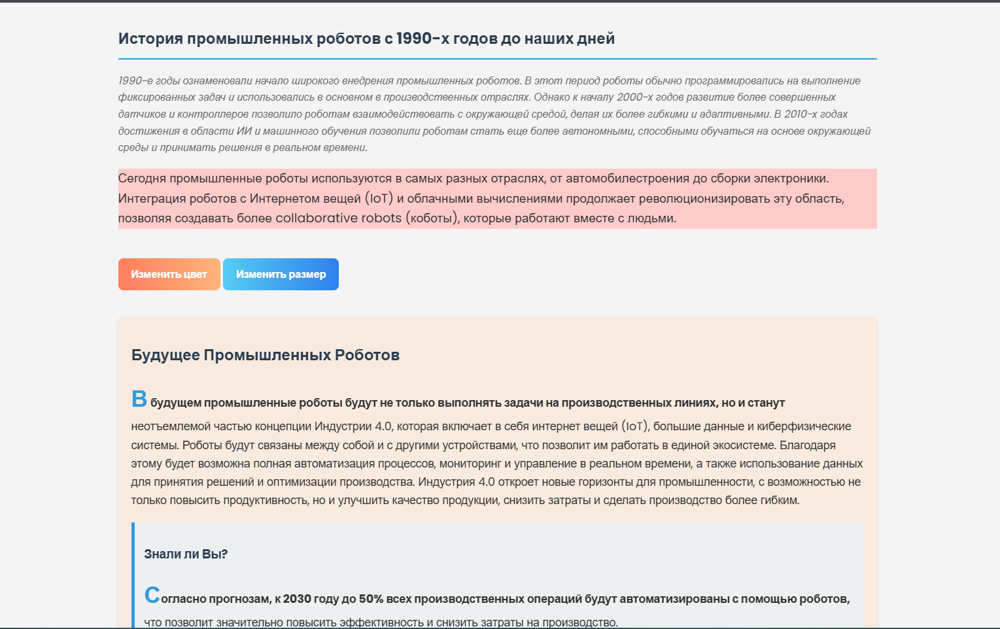 История промышленных роботов с 1990-х годов до наших дней
1990-е годы ознаменовали начало широкого внедрения промышленных роботов. В этот период роботы обычно программировались на выполнение
фиксированных задач и использовались в основном в производственных отраслях. Однако к началу 2000-х годов развитие более совершенных
датчиков и контроллеров позволило роботам взаимодействовать с окружающей средой, делая их более гибкими и адаптивными. В 2010-х годах
достижения в области ИИ и машинного обучения позволили роботам стать еще более автономными, способными обучаться на основе окружающей
среды и принимать решения в реальном времени.
Сегодня промышленные роботы используются в самых разных отраслях, от автомобилестроения до сборки электроники.
Интеграция роботов с Интернетом вещей (IoT) и облачными вычислениями продолжает революционизировать эту область,
позволяя создавать более collaborative robots (коботы), которые работают вместе с людьми.
Изменить цвет Изменить размер
Будущее Промышленных Роботов
В будущем промышленные роботы будут не только выполнять задачи на производственных линиях, но и станут
неотъемлемой частью концепции Индустрии 4.0, которая включает в себя интернет вещей (IoT), большие данные и киберфизические
системы. Роботы будут связаны между собой и с другими устройствами, что позволит им работать в единой экосистеме. Благодаря
этому будет возможна полная автоматизация процессов, мониторинг и управление в реальном времени, а также использование данных
для принятия решений и оптимизации производства. Индустрия 4.0 откроет новые горизонты для промышленности, с возможностью не
только повысить продуктивность, но и улучшить качество продукции, снизить затраты и сделать производство более гибким.
Знали ли Вы?
Согласно прогнозам, к 2030 году до 50% всех производственных операций будут автоматизированы с помощью роботов,
что позволит значительно повысить эффективность и снизить затраты на производство.